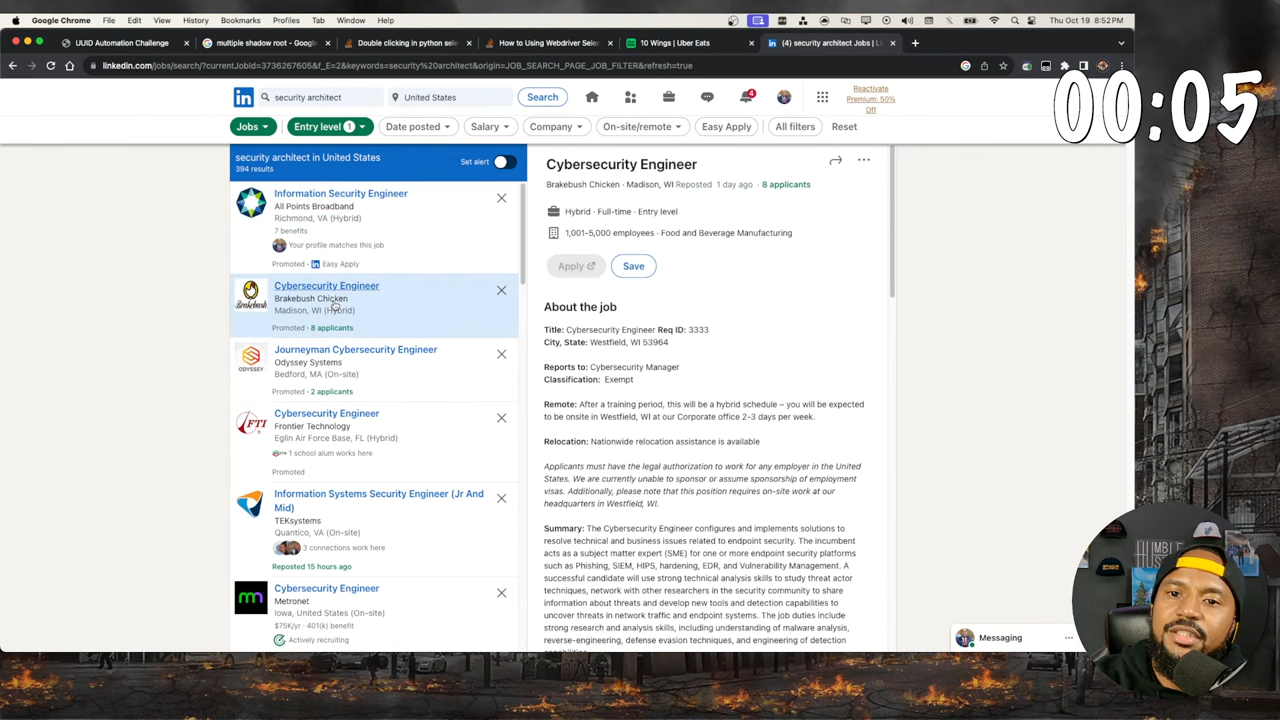 Google Chrome File Edit View History Bookmarks Profiles Tab Window Help Thu Oct 19 8:52 PM
UUID Automation Challenge
multiple shadow root - Google
Double clicking in python sele
How to Using Webdriver Sele
10 Wings | Uber Eats
(4) security architect Jobs | Li
linkedin.com/jobs/search/?currentJobId=3736267605&f_E=2&keywords=security%20architect&origin=JOB_SEARCH_PAGE_JOB_FILTER&refresh=true
00:05
in security architect United States Search 4
Reactivate
Premium: 50%
Off
Jobs Entry level 1 Date posted Salary Company On-site/remote Easy Apply All filters Reset
security architect in United States
394 results
Set alert
Information Security Engineer
All Points Broadband
Richmond, VA (Hybrid)
7 benefits
Your profile matches this job
Promoted · in Easy Apply
Brakebush
Cybersecurity Engineer
Brakebush Chicken
Madison, WI (Hybrid)
Promoted · 8 applicants
ODYSSEY
Journeyman Cybersecurity Engineer
Odyssey Systems
Bedford, MA (On-site)
Promoted · 2 applicants
FTI
Cybersecurity Engineer
Frontier Technology
Eglin Air Force Base, FL (Hybrid)
1 school alum works here
Promoted
Information Systems Security Engineer (Jr And
Mid)
TEKsystems
Quantico, VA (On-site)
3 connections work here
Reposted 15 hours ago
Cybersecurity Engineer
Metronet
Iowa, United States (On-site)
$75K/yr · 401(k) benefit
Actively recruiting
Cybersecurity Engineer
Brakebush Chicken · Madison, WI Reposted 1 day ago · 8 applicants
Hybrid · Full-time · Entry level
1,001-5,000 employees · Food and Beverage Manufacturing
Apply Save
About the job
Title: Cybersecurity Engineer Req ID: 3333
City, State: Westfield, WI 53964
Reports to: Cybersecurity Manager
Classification: Exempt
Remote: After a training period, this will be a hybrid schedule – you will be expected
to be onsite in Westfield, WI at our Corporate office 2-3 days per week.
Relocation: Nationwide relocation assistance is available
Applicants must have the legal authorization to work for any employer in the United
States. We are currently unable to sponsor or assume sponsorship of employment
visas. Additionally, please note that this position requires on-site work at our
headquarters in Westfield, WI.
Summary: The Cybersecurity Engineer configures and implements solutions to
resolve technical and business issues related to endpoint security. The incumbent
acts as a subject matter expert (SME) for one or more endpoint security platforms
such as Phishing, SIEM, HIPS, hardening, EDR, and Vulnerability Management. A
successful candidate will use strong technical analysis skills to study threat actor
techniques, network with other researchers in the security community to share
information about threats and develop new tools and detection capabilities to
uncover threats in network traffic and endpoint systems. The job duties include
strong research and analysis skills, including understanding of malware analysis,
reverse-engineering, defense evasion techniques, and engineering of detection
Messaging
HUMBLE